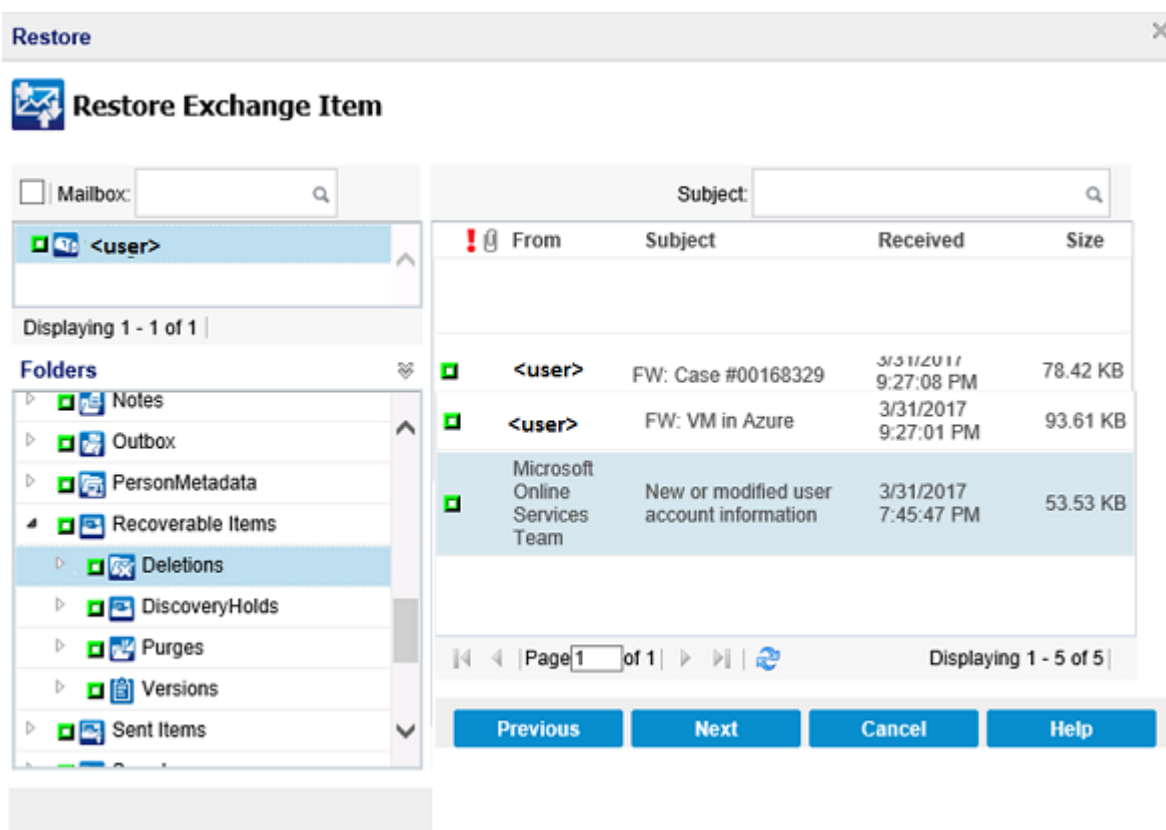 Restore
Restore Exchange Item
Mailbox:
Subject:
<user>
Displaying 1 - 1 of 1
Folders
Notes
Outbox
PersonMetadata
Recoverable Items
Deletions
DiscoveryHolds
Purges
Versions
Sent Items
From Subject Received Size
<user> FW: Case #00168329 3/31/2017 9:27:08 PM 78.42 KB
<user> FW: VM in Azure 3/31/2017 9:27:01 PM 93.61 KB
Microsoft Online Services Team New or modified user account information 3/31/2017 7:45:47 PM 53.53 KB
Page 1 of 1 Displaying 1 - 5 of 5
Previous Next Cancel Help